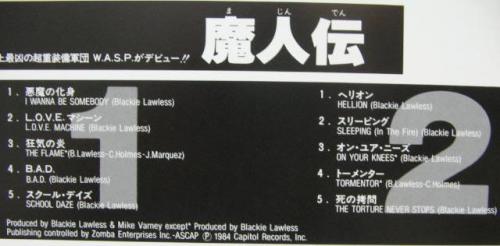 ま じん でん
上最凶の超重装備軍団 W.A.S.P.がデビュー!!
魔人伝
1
1. 悪魔の化身
I WANNA BE SOMEBODY (Blackie Lawless)
2. L.O.V.E. マシーン
L.O.V.E. MACHINE (Blackie Lawless)
3. 狂気の炎
THE FLAME*(B.Lawless-C.Holmes-J.Marquez)
4. B.A.D.
B.A.D. (Blackie Lawless)
5. スクール・デイズ
SCHOOL DAZE (Blackie Lawless)
2
1. ヘリオン
HELLION (Blackie Lawless)
2. スリーピング
SLEEPING (In The Fire) (Blackie Lawless)
3. オン・ユア・ニーズ
ON YOUR KNEES* (Blackie Lawless)
4. トーメンター
TORMENTOR* (B.Lawless-C.Holmes)
5. 死の拷問
THE TORTURE NEVER STOPS (Blackie Lawless)
Produced by Blackie Lawless & Mike Varney except* Produced by Blackie Lawless
Publishing controlled by Zomba Enterprises Inc.-ASCAP Ⓟ 1984 Capitol Records, Inc.